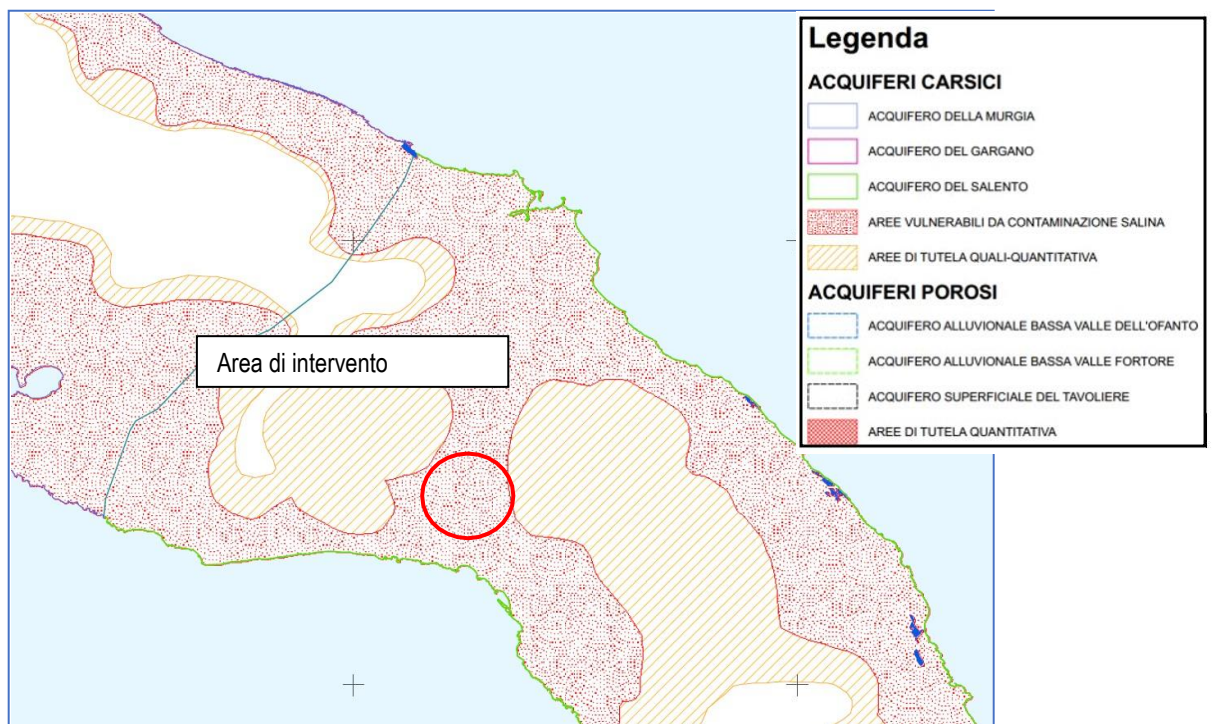 Area di intervento
Legenda
ACQUIFERI CARSICI
ACQUIFERO DELLA MURGIA
ACQUIFERO DEL GARGANO
ACQUIFERO DEL SALENTO
AREE VULNERABILI DA CONTAMINAZIONE SALINA
AREE DI TUTELA QUALI-QUANTITATIVA
ACQUIFERI POROSI
ACQUIFERO ALLUVIONALE BASSA VALLE DELL'OFANTO
ACQUIFERO ALLUVIONALE BASSA VALLE FORTORE
ACQUIFERO SUPERFICIALE DEL TAVOLIERE
AREE DI TUTELA QUANTITATIVA